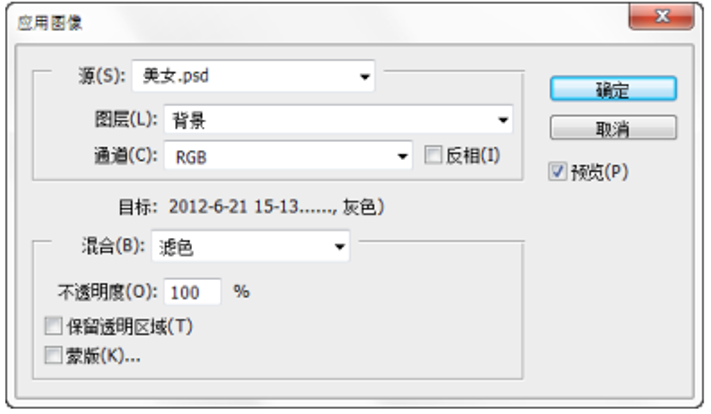 应用图像
源(S): 美女.psd
确定
图层(L): 背景
取消
通道(C): RGB 反相(I)
预览(P)
目标: 2012-6-21 15-13......, 灰色)
混合(B): 滤色
不透明度(O): 100 %
保留透明区域(T)
蒙版(K)...